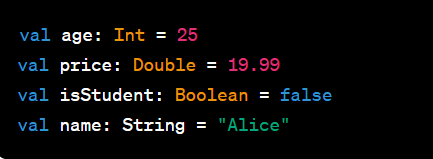 val age: Int = 25
val price: Double = 19.99
val isStudent: Boolean = false
val name: String = "Alice"